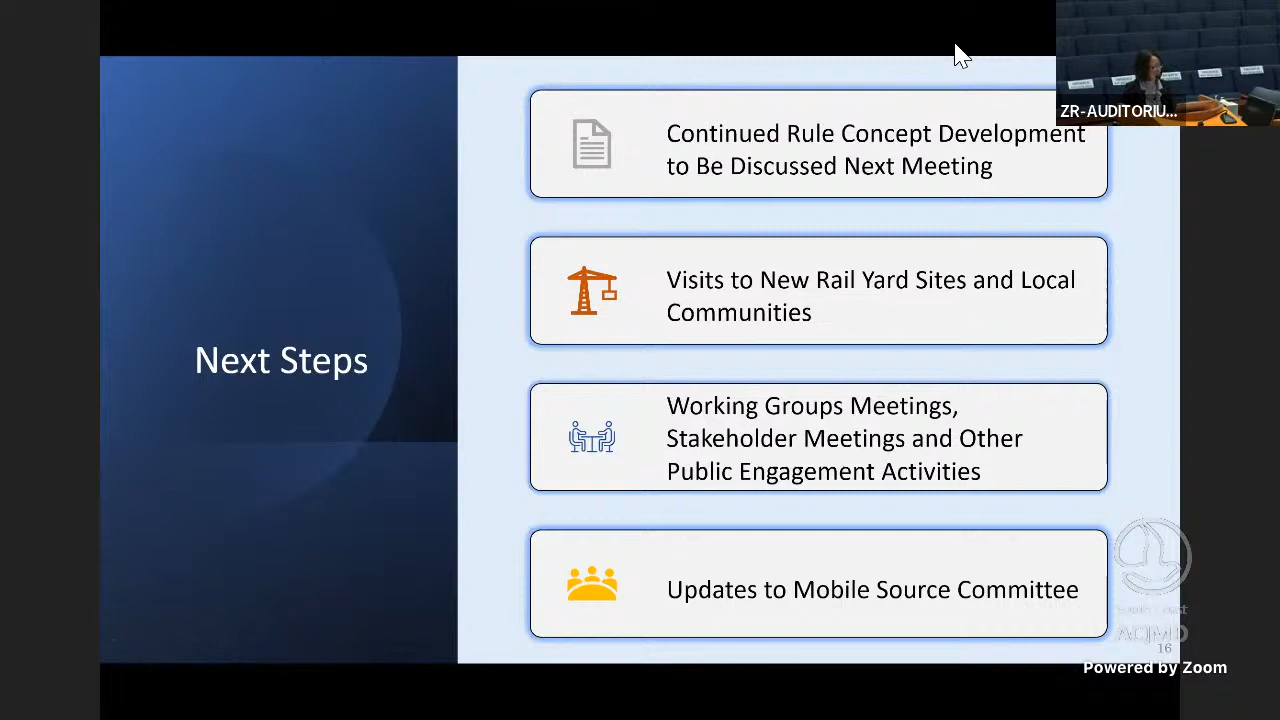 ZR-AUDITORIU...
Continued Rule Concept Development
to Be Discussed Next Meeting
Visits to New Rail Yard Sites and Local
Communities
Next Steps
Working Groups Meetings,
Stakeholder Meetings and Other
Public Engagement Activities
Updates to Mobile Source Committee
South Coast
AQMD
16
Powered by Zoom